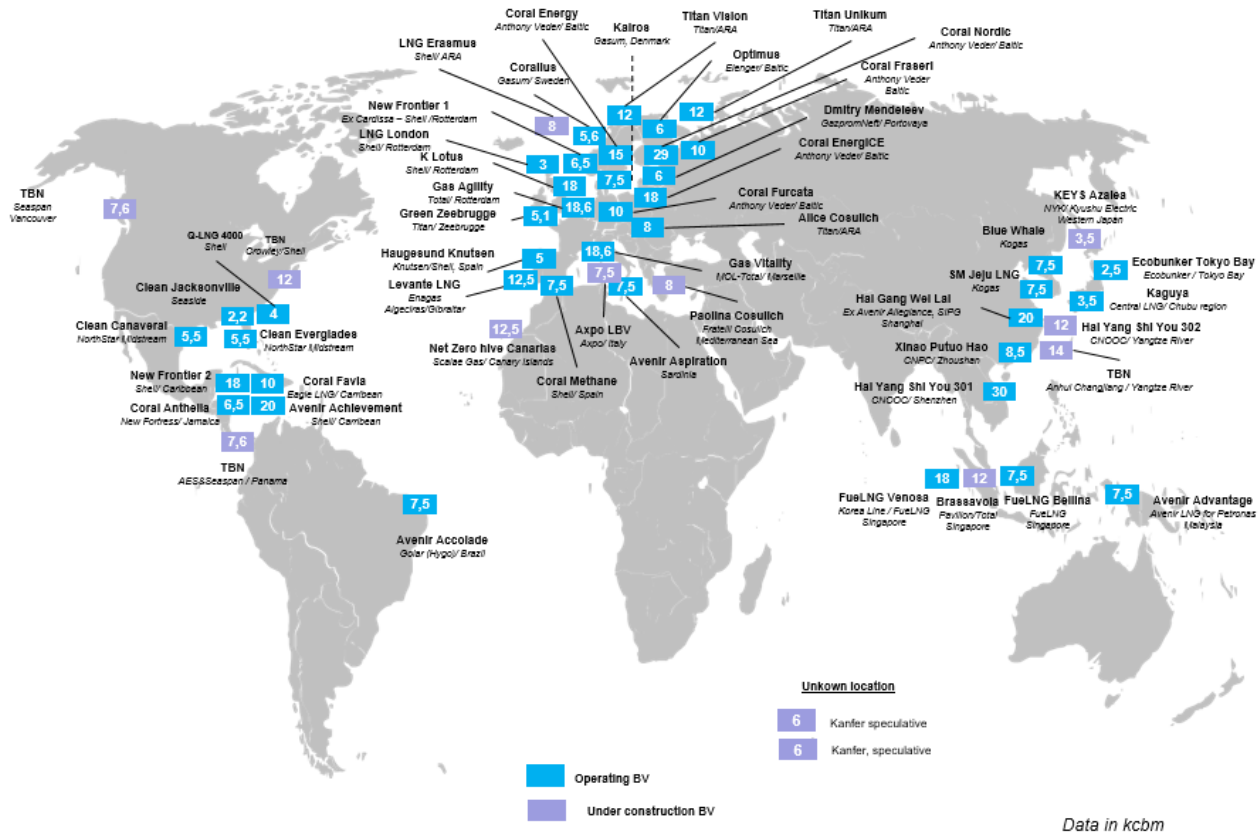 Coral Energy
Anthony Veder/ Baltic
Kairos
Gasum, Denmark
Titan Vision
Titan/ARA
Titan Unikum
Titan/ARA
Coral Nordic
Anthony Veder/ Baltic
LNG Erasmus
Shell/ ARA
Optimus
Elenger/ Baltic
Coral Fraseri
Anthony Veder
Baltic
Coralius
Gasum/ Sweden
New Frontier 1
Ex Cardissa – Shell /Rotterdam
Dmitry Mendeleev
GazpromNeft/ Portovaya
LNG London
Shell/ Rotterdam
Coral EnergICE
Anthony Veder/ Baltic
K Lotus
Shell/ Rotterdam
Gas Agility
Total/ Rotterdam
Coral Furcata
Anthony Veder/ Baltic
Green Zeebrugge
Titan/ Zeebrugge
Alice Cosulich
Titan/ARA
8
5,6
12
6
12
3
6,5
15
29
10
18
7,5
6
18,6
10
18
5,1
8
TBN
Seaspan
Vancouver
7,6
Q-LNG 4000
Shell
TBN
Crowley/Shell
12
Clean Jacksonville
Seaside
2,2
4
Clean Canaveral
NorthStar Midstream
5,5
5,5
Clean Everglades
NorthStar Midstream
New Frontier 2
Shell/ Caribbean
18
10
Coral Favia
Eagle LNG/ Carribean
Coral Anthelia
New Fortress/ Jamaica
6,5
20
Avenir Achievement
Shell/ Carribean
7,6
TBN
AES&Seaspan / Panama
7,5
Avenir Accolade
Golar (Hygo)/ Brazil
Haugesund Knutsen
Knutsen/Shell, Spain
5
18,6
Gas Vitality
MOL-Total/ Marseille
Levante LNG
Enagas
Algeciras/Gibraltar
12,5
7,5
7,5
7,5
8
Paolina Cosulich
Fratelli Cosulich
Mediterranean Sea
12,5
Net Zero hive Canarias
Scalae Gas/ Canary Islands
Axpo LBV
Axpo/ Italy
Avenir Aspiration
Sardinia
Coral Methane
Shell/ Spain
KEYS Azalea
NYK/ Kyushu Electric
Western Japan
3,5
Blue Whale
Kogas
7,5
2,5
Ecobunker Tokyo Bay
Ecobunker / Tokyo Bay
SM Jeju LNG
Kogas
7,5
3,5
Kaguya
Central LNG/ Chubu region
Hai Gang Wei Lai
Ex Avenir Allegiance, SIPG
Shanghai
20
12
Hai Yang Shi You 302
CNOOC/ Yangtze River
Xinao Putuo Hao
CNPC/ Zhoushan
8,5
14
TBN
Anhui Changjiang / Yangtze River
Hai Yang Shi You 301
CNOOC/ Shenzhen
30
18
12
7,5
7,5
FueLNG Venosa
Korea Line / FueLNG
Singapore
Brassavola
Pavilion/Total
Singapore
FueLNG Bellina
FueLNG
Singapore
Avenir Advantage
Avenir LNG for Petronas
Malaysia
Unkown location
6 Kanfer speculative
6 Kanfer, speculative
Operating BV
Under construction BV
Data in kcbm